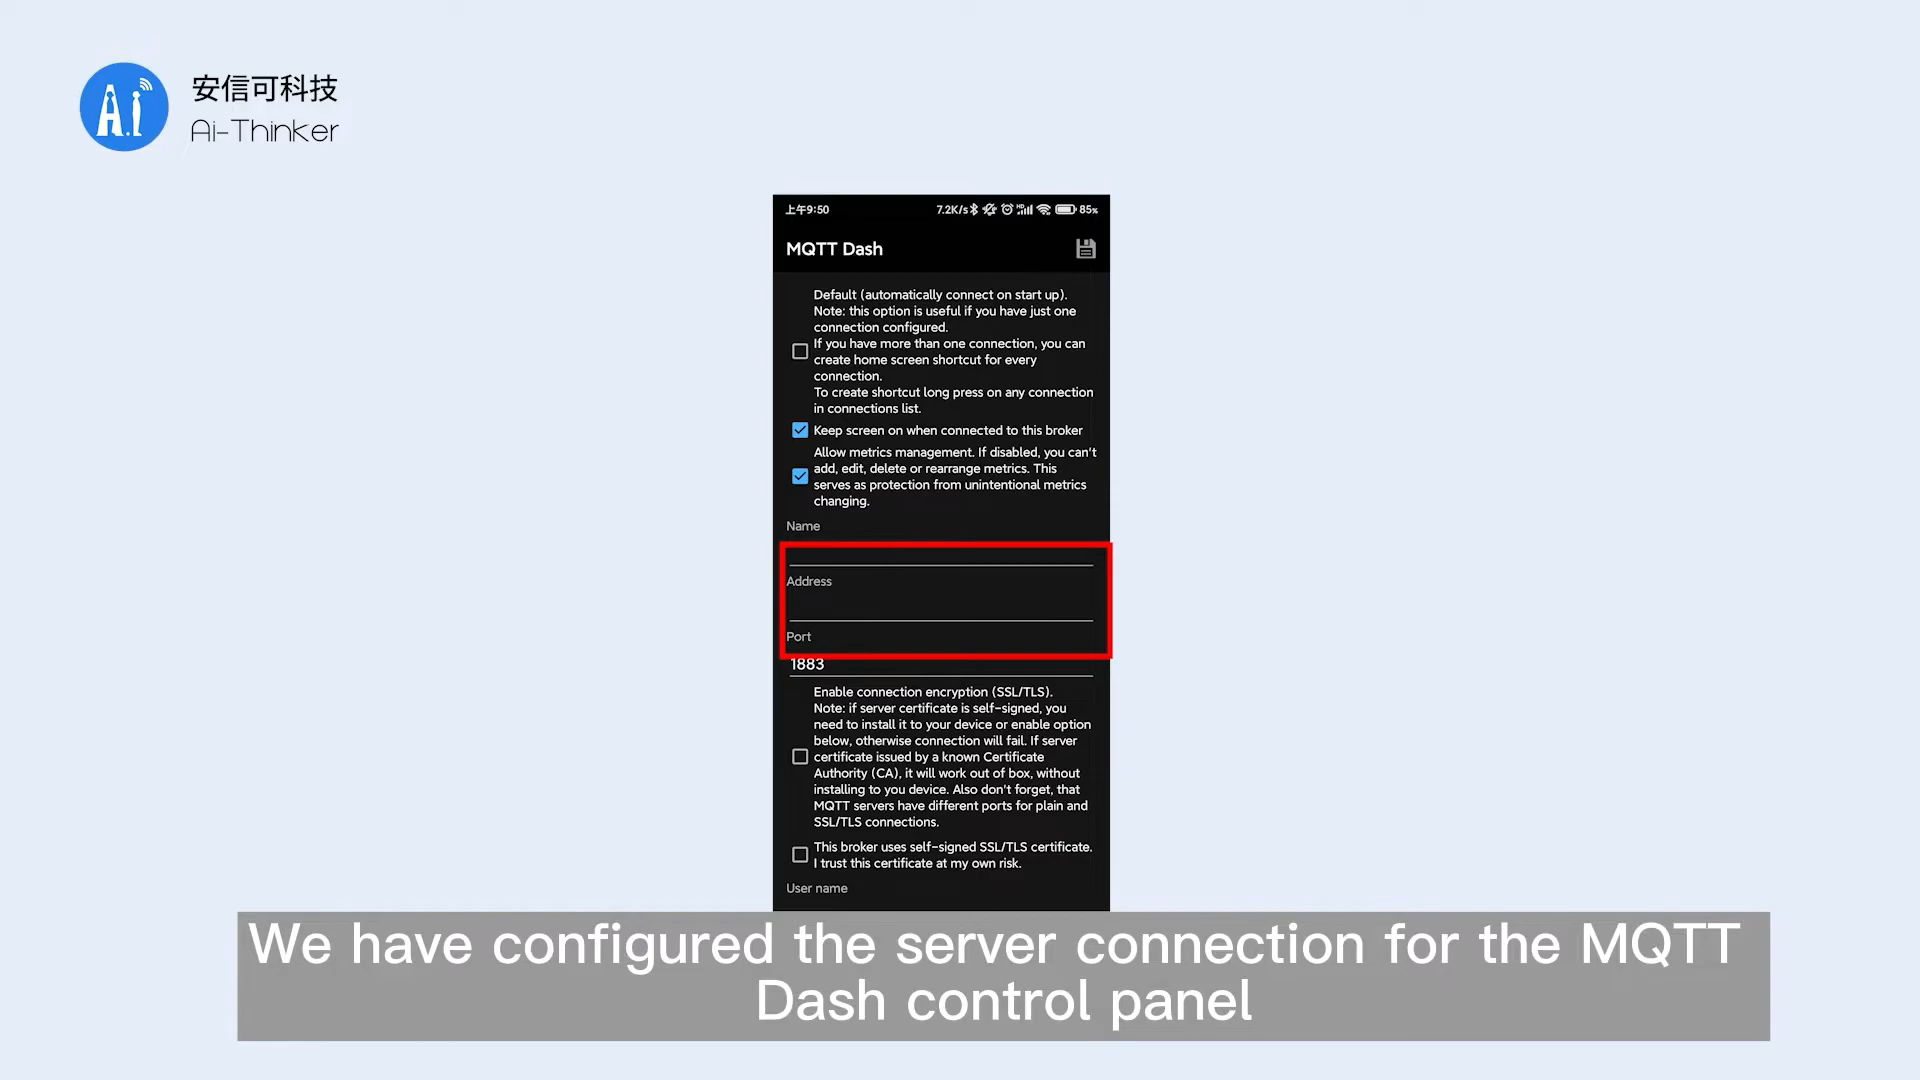 A.i
安信可科技
Ai-Thinker
上午9:50
7.2K/s
HD
85%
MQTT Dash
Default (automatically connect on start up).
Note: this option is useful if you have just one
connection configured.
If you have more than one connection, you can
create home screen shortcut for every
connection.
To create shortcut long press on any connection
in connections list.
Keep screen on when connected to this broker
Allow metrics management. If disabled, you can't
add, edit, delete or rearrange metrics. This
serves as protection from unintentional metrics
changing.
Name
Address
Port
1883
Enable connection encryption (SSL/TLS).
Note: if server certificate is self-signed, you
need to install it to your device or enable option
below, otherwise connection will fail. If server
certificate issued by a known Certificate
Authority (CA), it will work out of box, without
installing to you device. Also don't forget, that
MQTT servers have different ports for plain and
SSL/TLS connections.
This broker uses self-signed SSL/TLS certificate.
I trust this certificate at my own risk.
User name
We have configured the server connection for the MQTT
Dash control panel